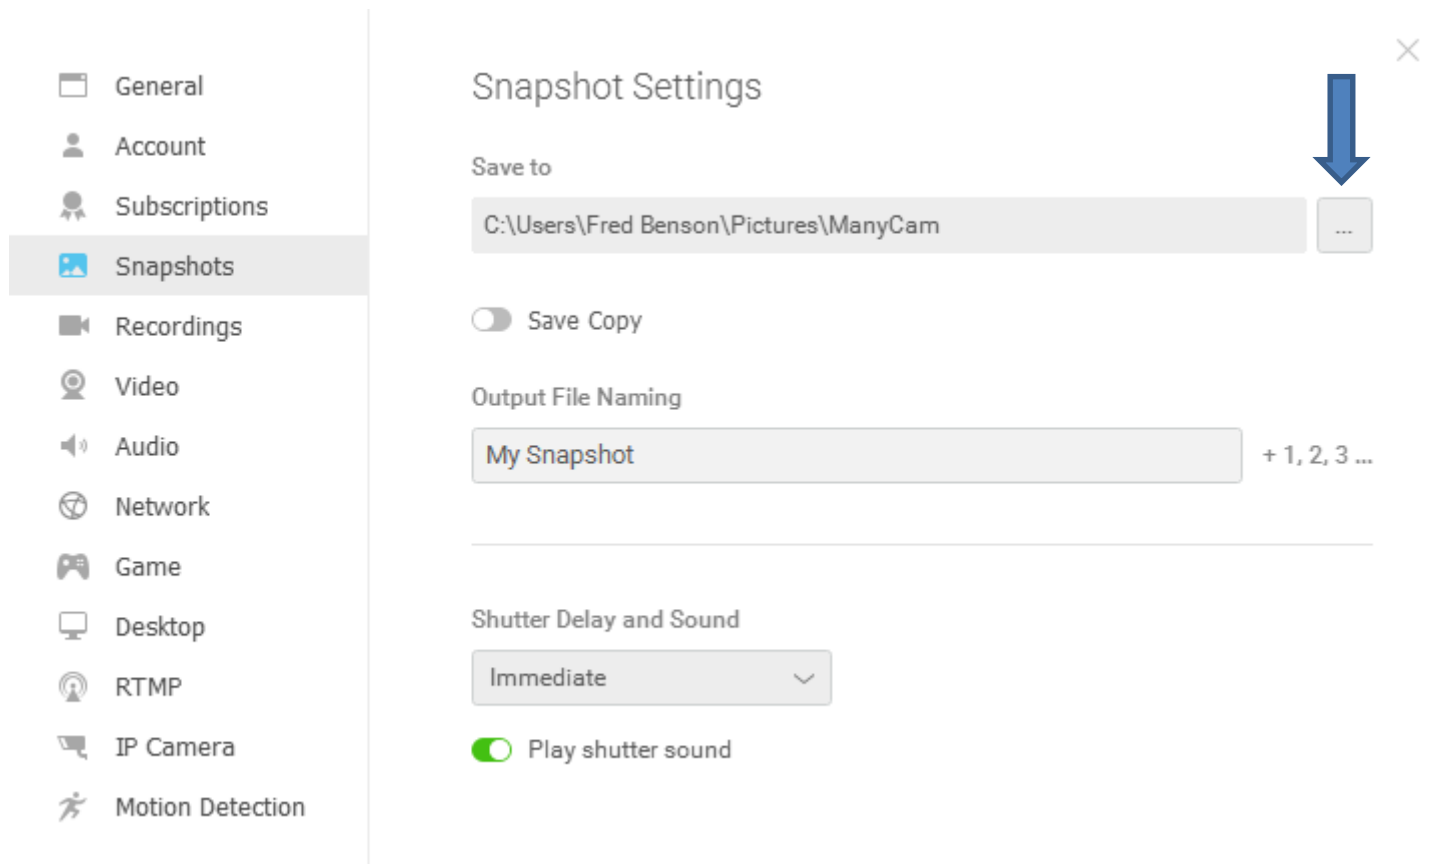 General
Account
Subscriptions
Snapshots
Recordings
Video
Audio
Network
Game
Desktop
RTMP
IP Camera
Motion Detection
Snapshot Settings
Save to
C:\Users\Fred Benson\Pictures\ManyCam
...
Save Copy
Output File Naming
My Snapshot
+ 1, 2, 3 ...
Shutter Delay and Sound
Immediate
Play shutter sound